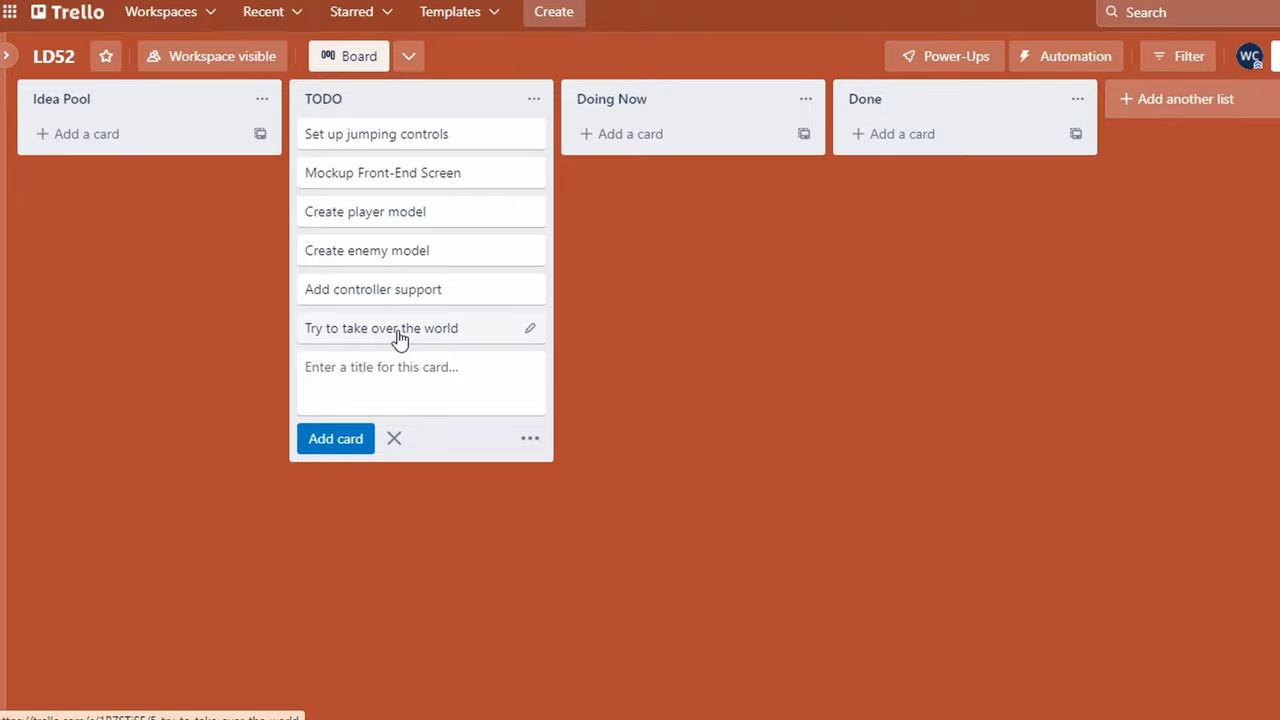 Trello
Workspaces
Recent
Starred
Templates
Create
Search
LD52
Workspace visible
Board
Power-Ups
Automation
Filter
WC
Idea Pool
Add a card
TODO
Set up jumping controls
Mockup Front-End Screen
Create player model
Create enemy model
Add controller support
Try to take over the world
Enter a title for this card...
Add card
Doing Now
Add a card
Done
Add a card
Add another list